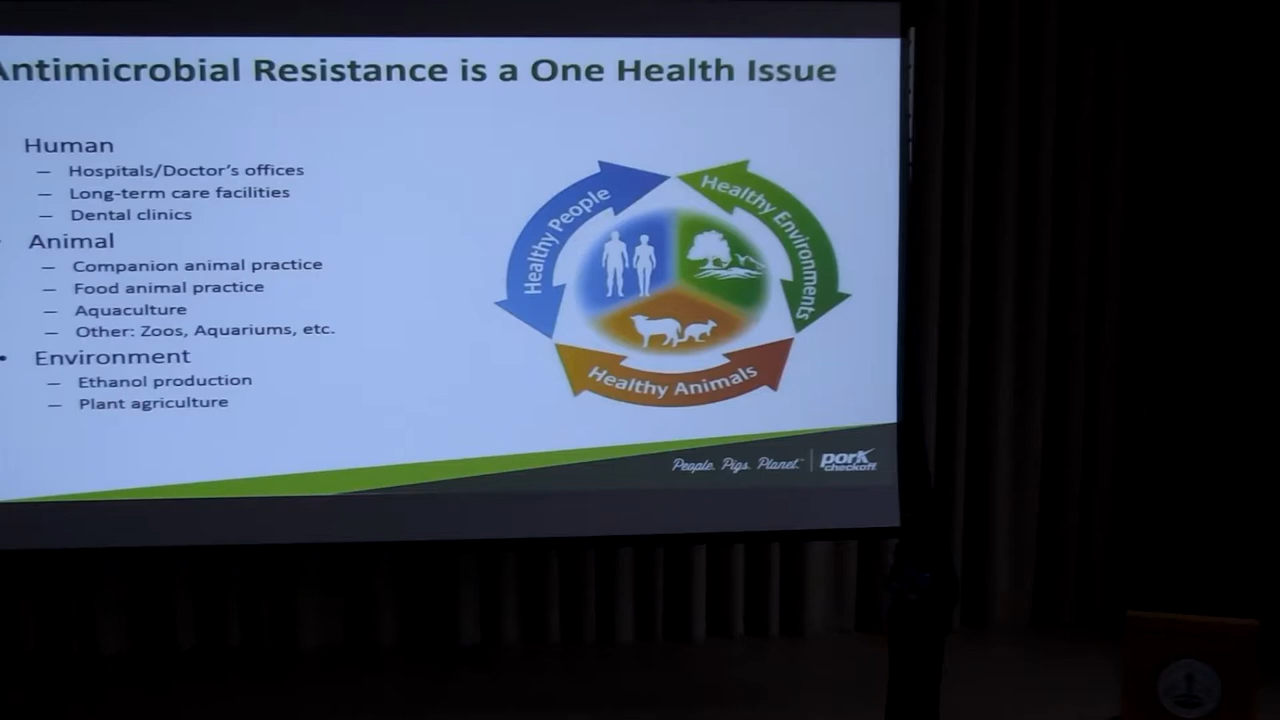 Antimicrobial Resistance is a One Health Issue
Human
– Hospitals/Doctor's offices
– Long-term care facilities
– Dental clinics
Animal
– Companion animal practice
– Food animal practice
– Aquaculture
– Other: Zoos, Aquariums, etc.
• Environment
– Ethanol production
– Plant agriculture
Healthy People
Healthy Environments
Healthy Animals
People. Pigs. Planet.™
pork
checkoff